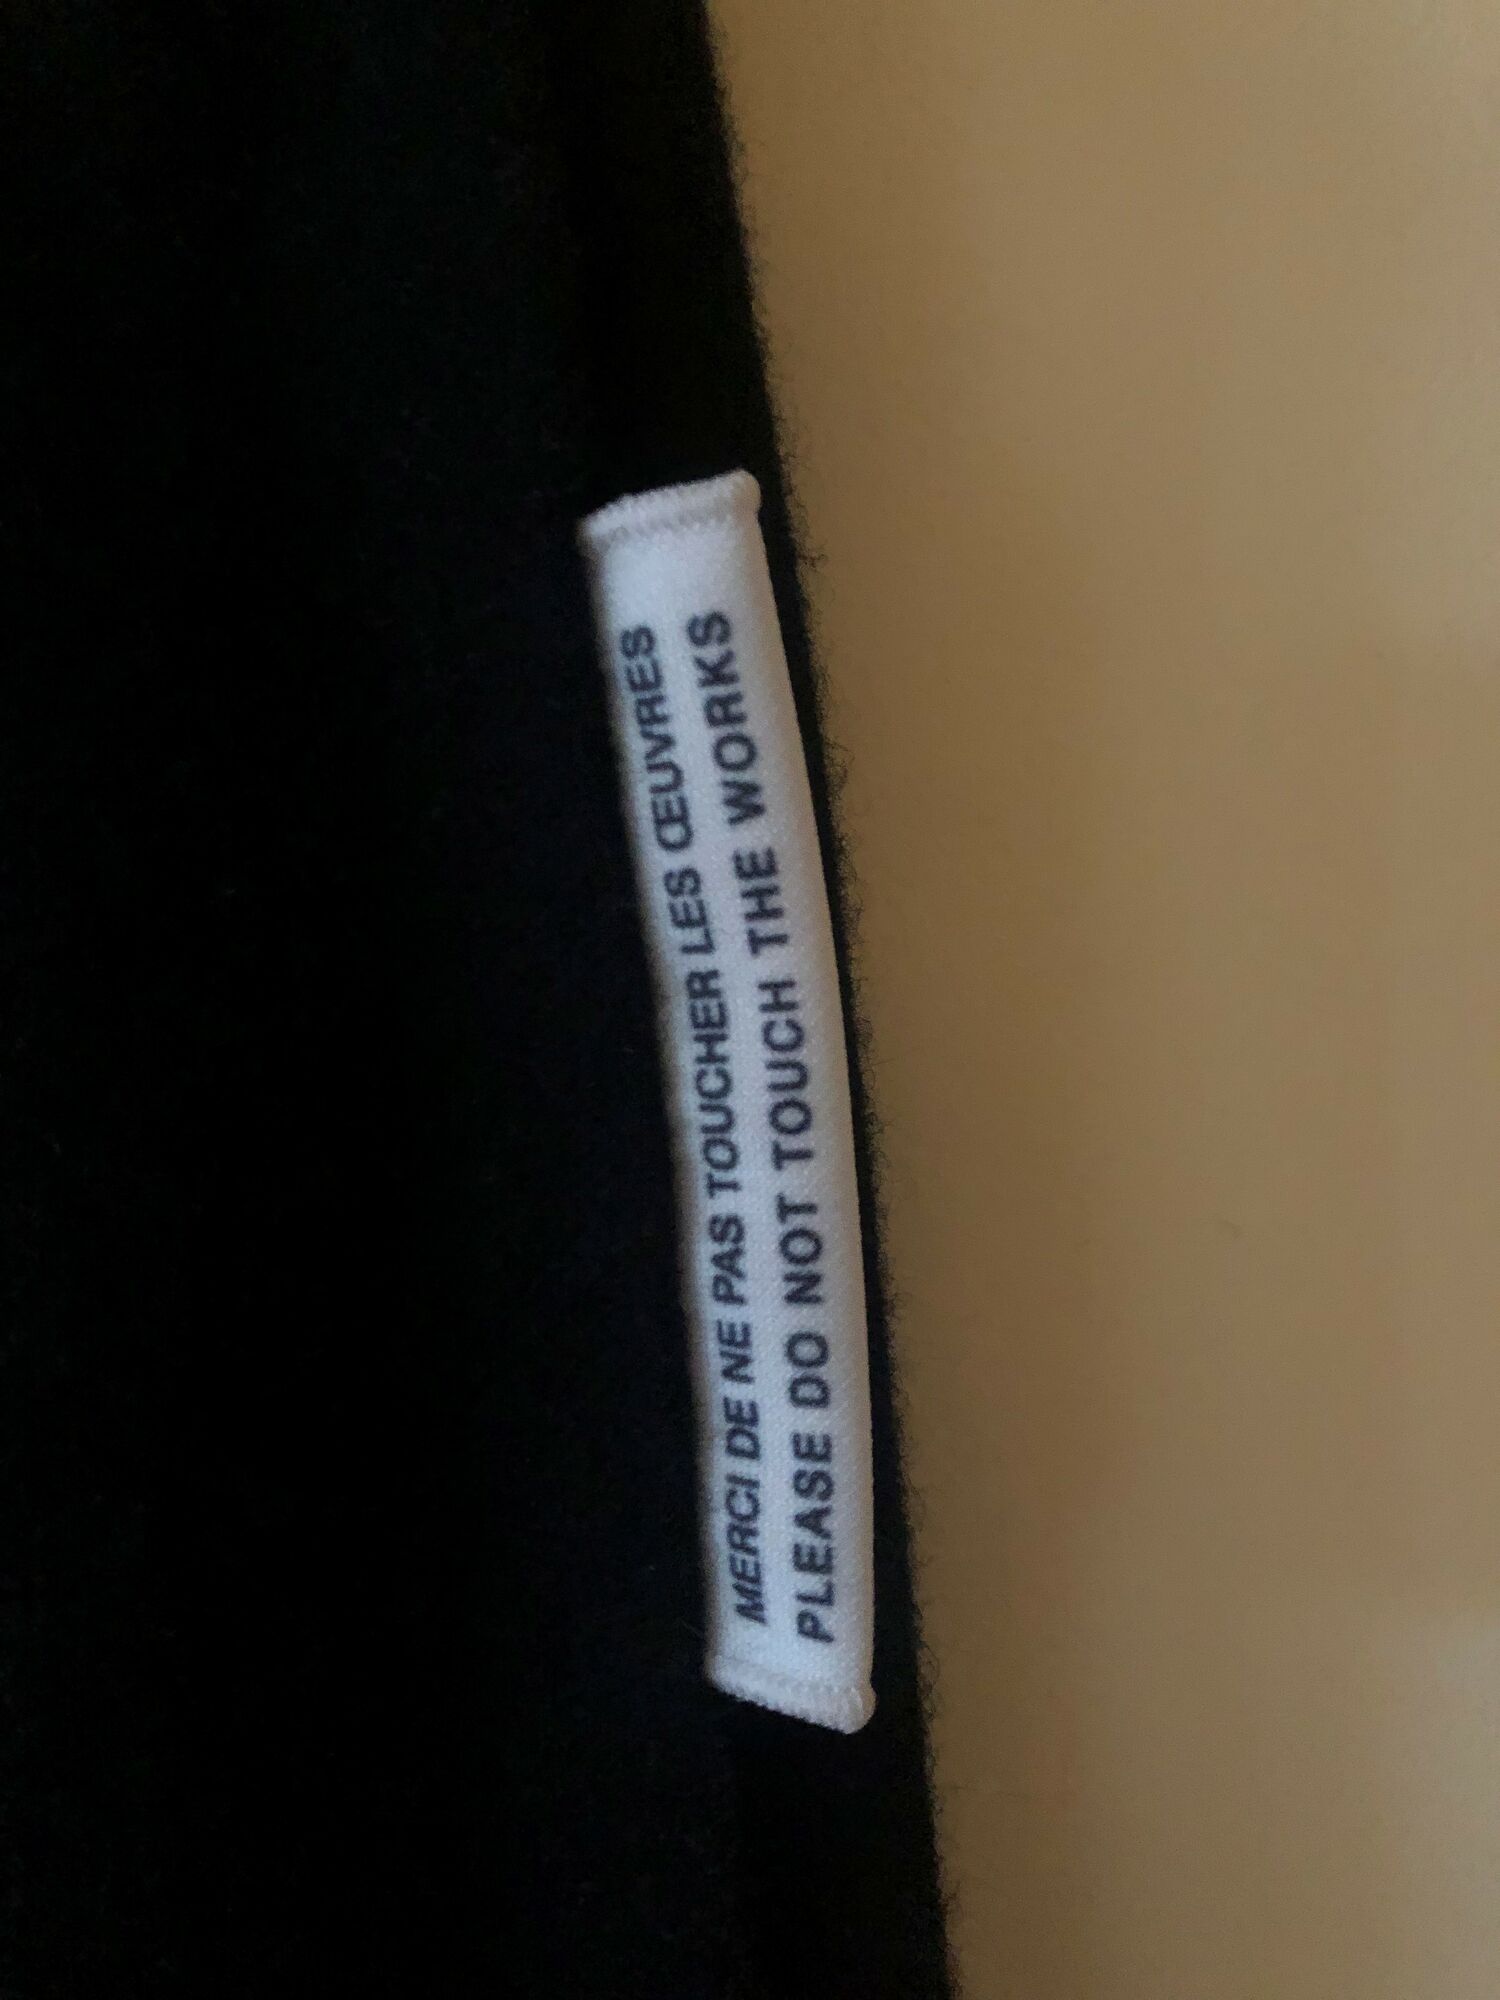 MERCI DE NE PAS TOUCHER LES ŒUVRES
PLEASE DO NOT TOUCH THE WORKS